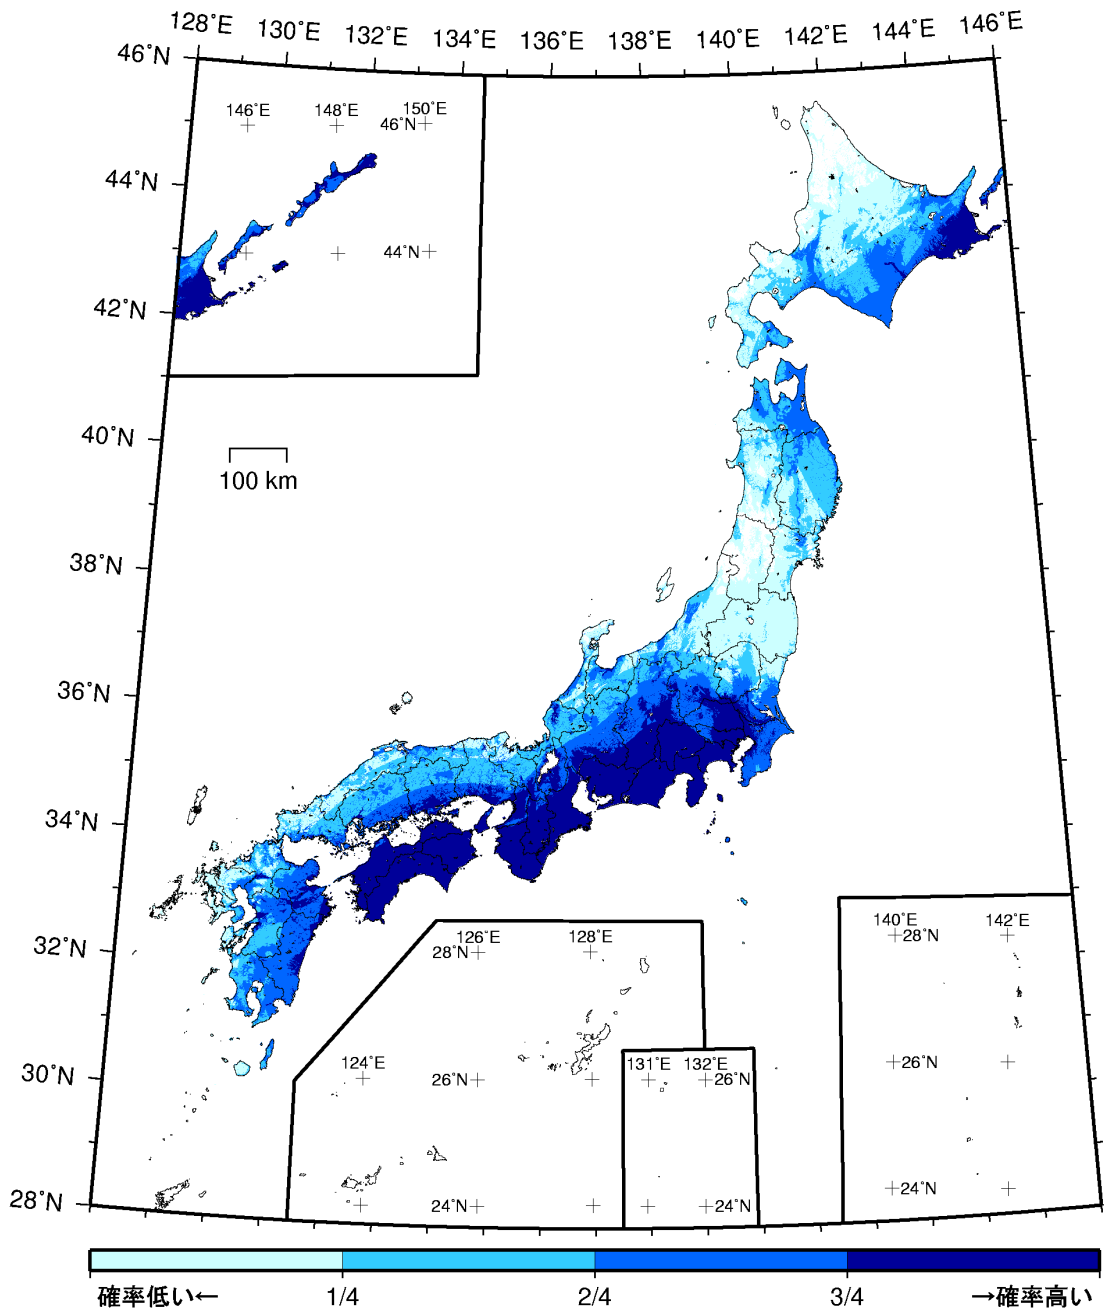 128°E 130°E 132°E 134°E 136°E 138°E 140°E 142°E 144°E 146°E
46°N
146°E 148°E 150°E
46°N
44°N
44°N
42°N
40°N
100 km
38°N
36°N
34°N
32°N
126°E 128°E
28°N
140°E 142°E
28°N
30°N
124°E
26°N
131°E 132°E
26°N
26°N
28°N
24°N
24°N
24°N
確率低い← 1/4 2/4 3/4 →確率高い